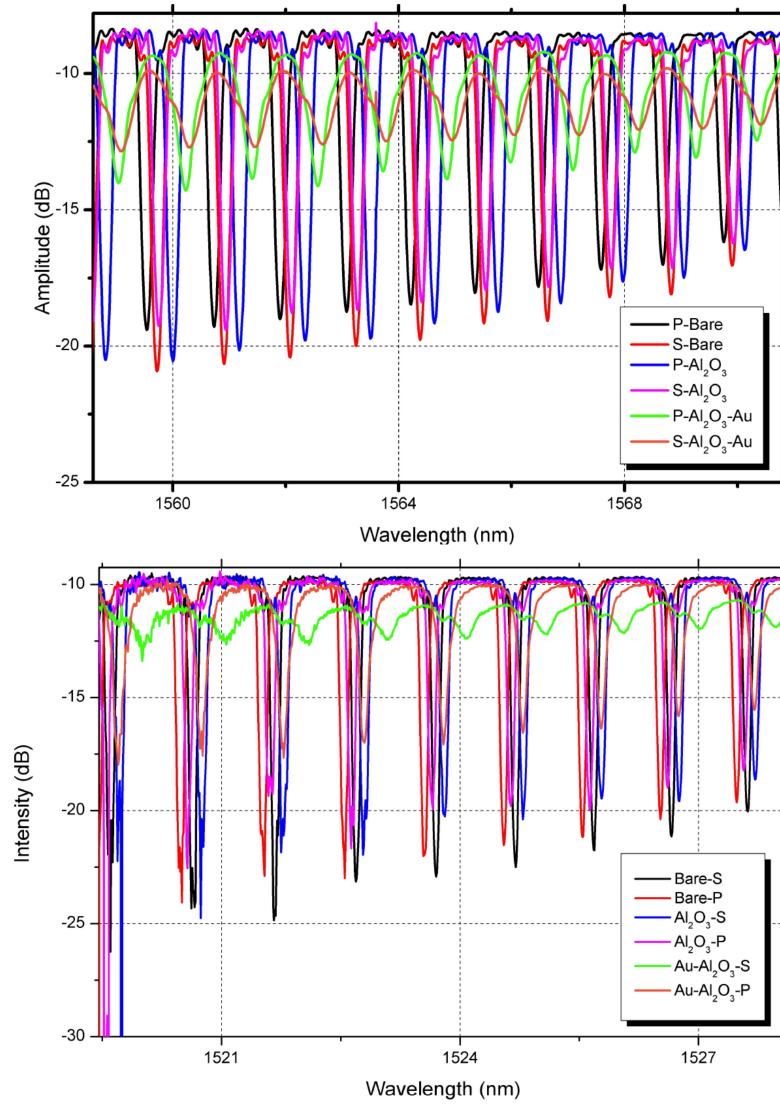 -10
-15
-20
-25
Amplitude (dB)
P-Bare
S-Bare
P-Al₂O₃
S-Al₂O₃
P-Al₂O₃-Au
S-Al₂O₃-Au
1560
1564
1568
Wavelength (nm)
-10
-15
-20
-25
-30
Intensity (dB)
Bare-S
Bare-P
Al₂O₃-S
Al₂O₃-P
Au-Al₂O₃-S
Au-Al₂O₃-P
1521
1524
1527
Wavelength (nm)